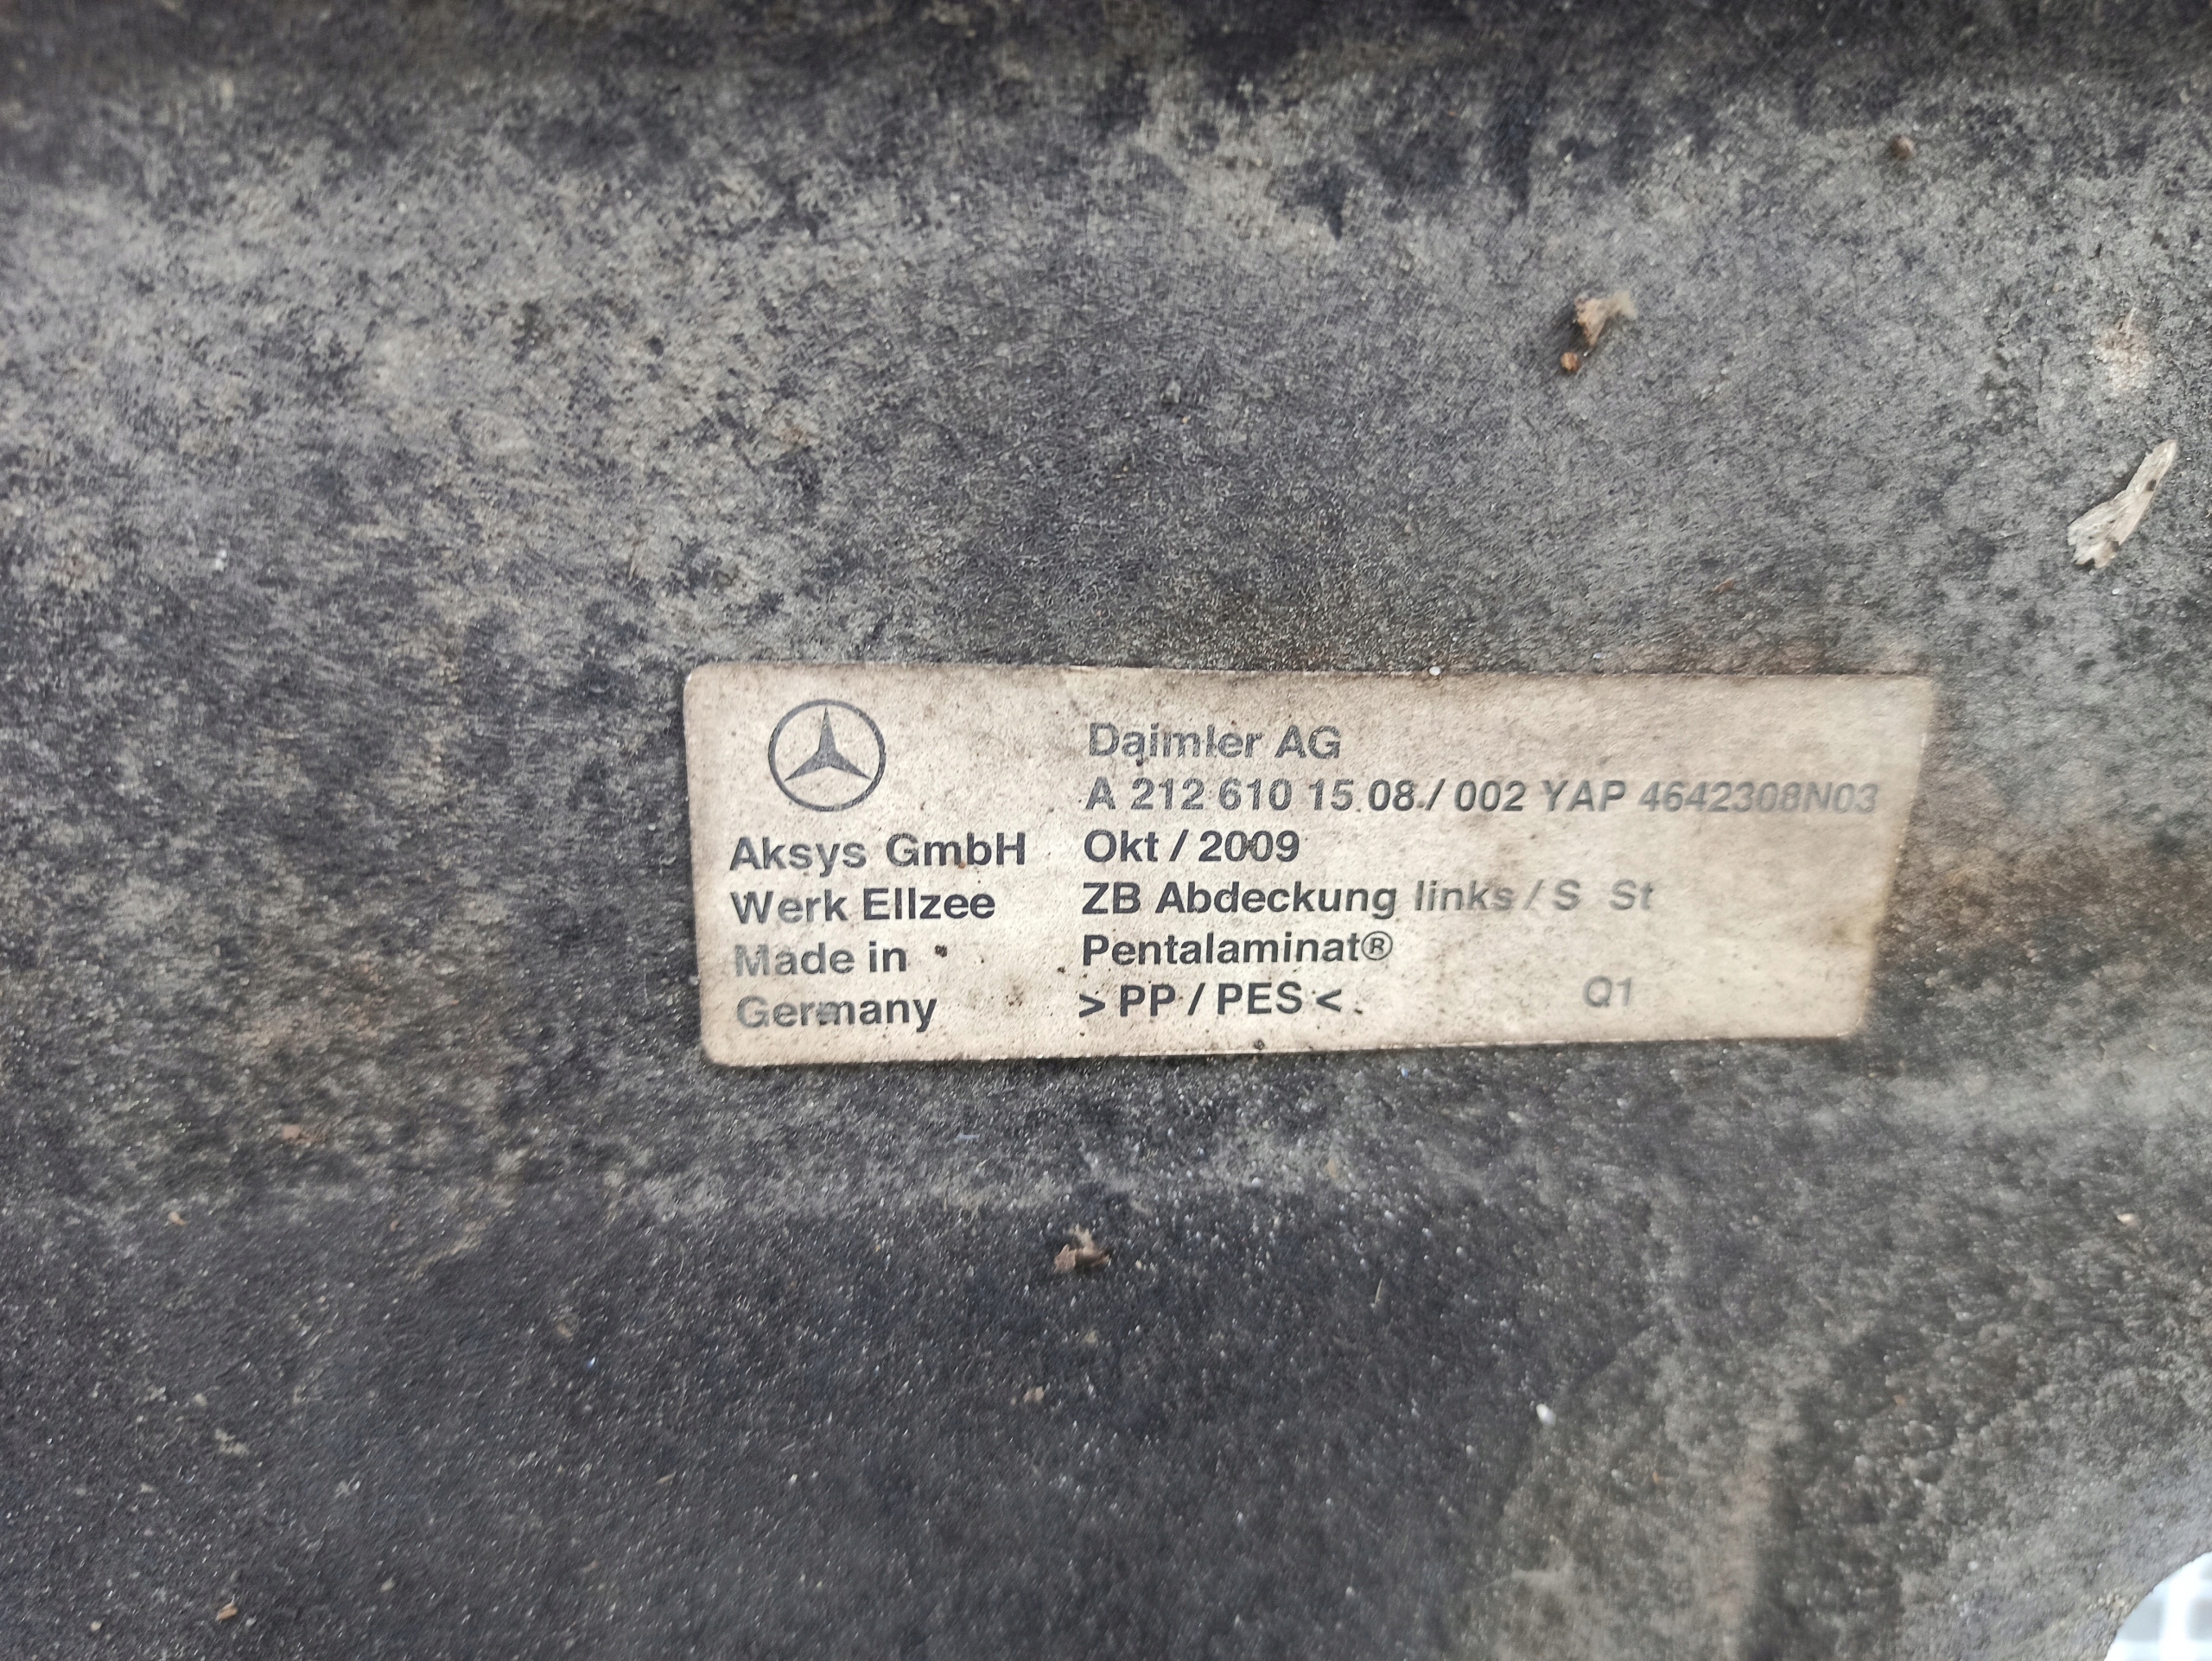 Daimler AG
A 212 610 15 08 / 002 YAP 4642308N03
Aksys GmbH Okt / 2009
Werk Ellzee ZB Abdeckung links / S St
Made in Pentalaminat®
Germany > PP / PES < Q1